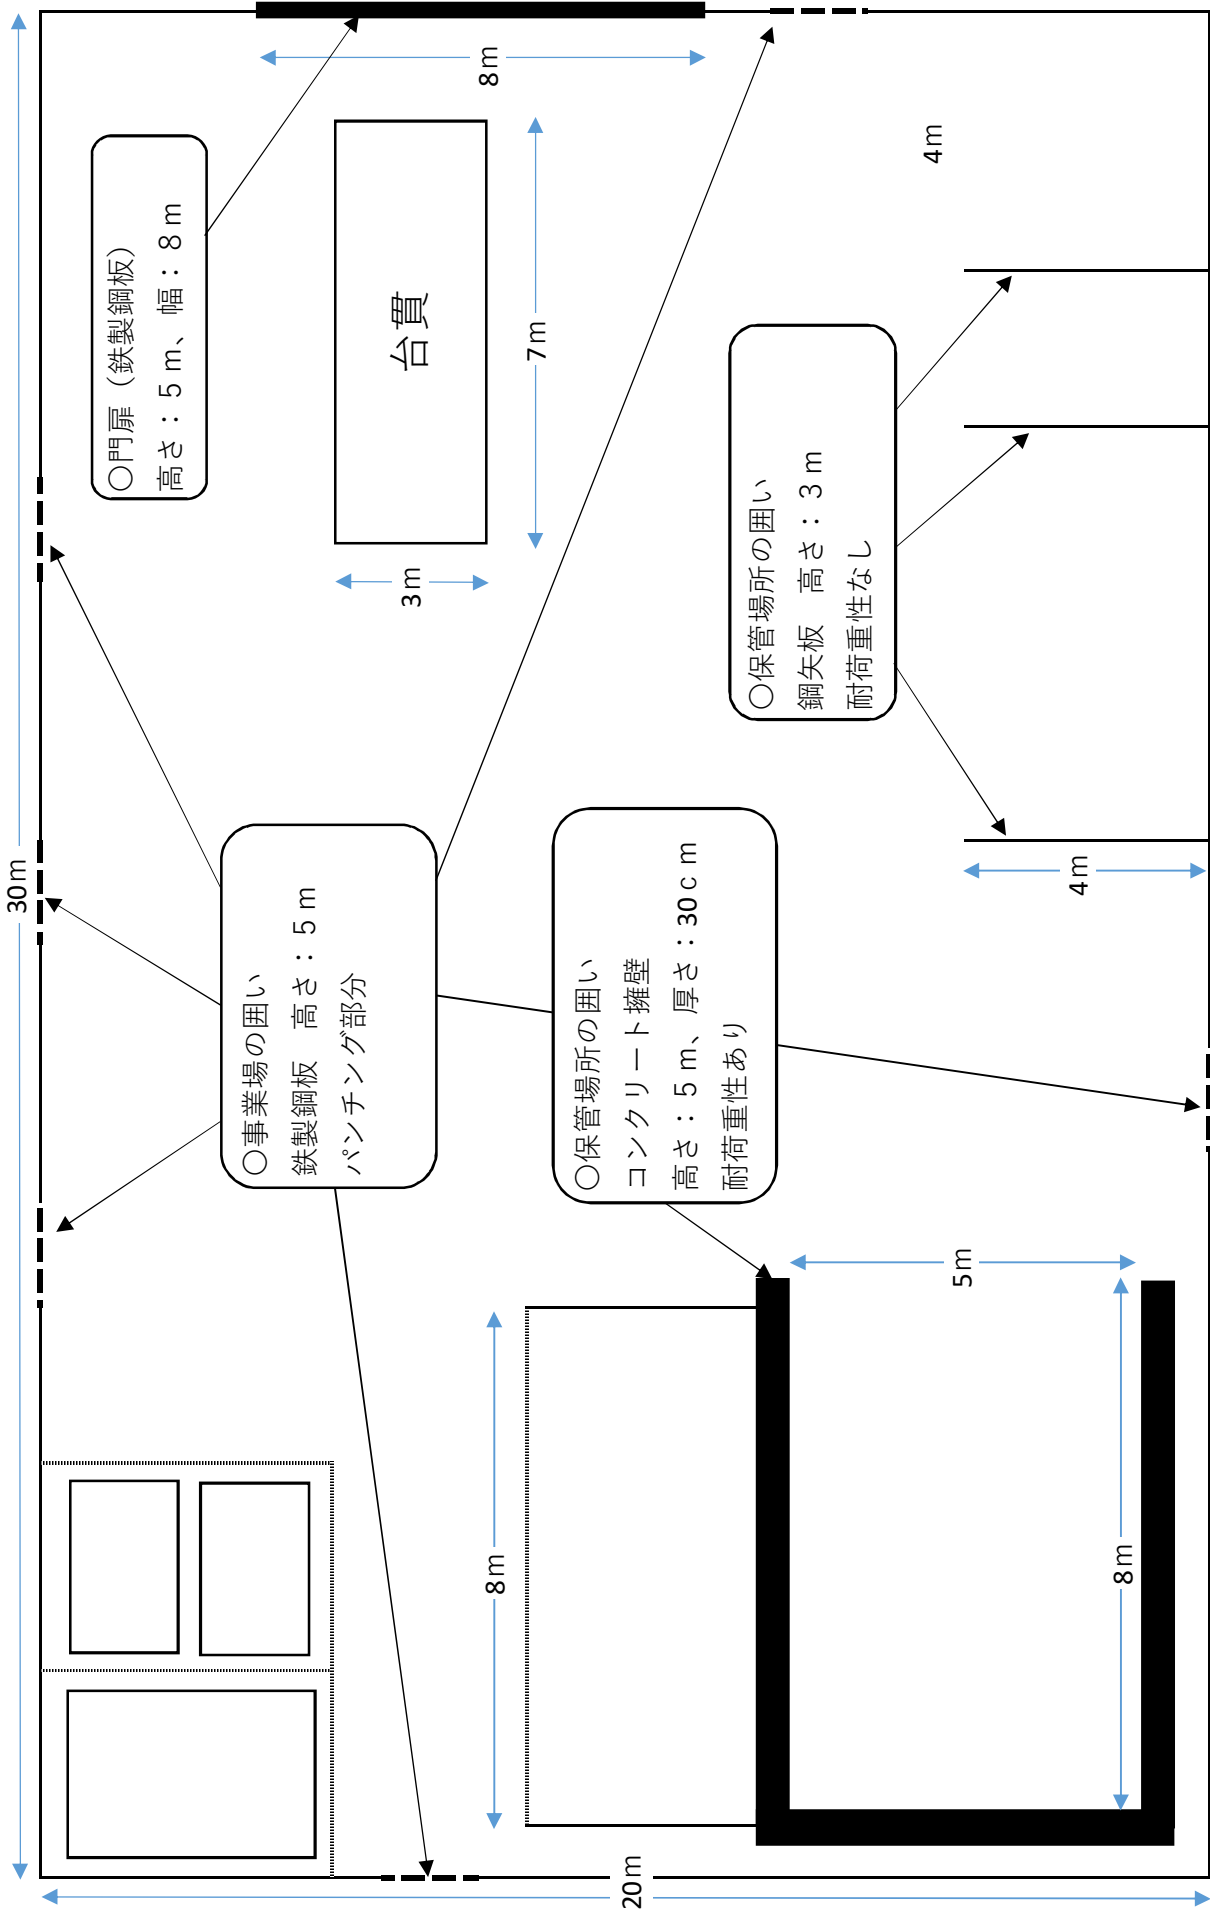 30m
20m
○門扉（鉄製鋼板）
高さ：５ｍ、幅：８ｍ
8m
○事業場の囲い
鉄製鋼板　高さ：５ｍ
パンチング部分
台貫
3m
7m
8m
○保管場所の囲い
コンクリート擁壁
高さ：５ｍ、厚さ：30ｃｍ
耐荷重性あり
○保管場所の囲い
鋼矢板　高さ：３ｍ
耐荷重性なし
4m
5m
4m
8m